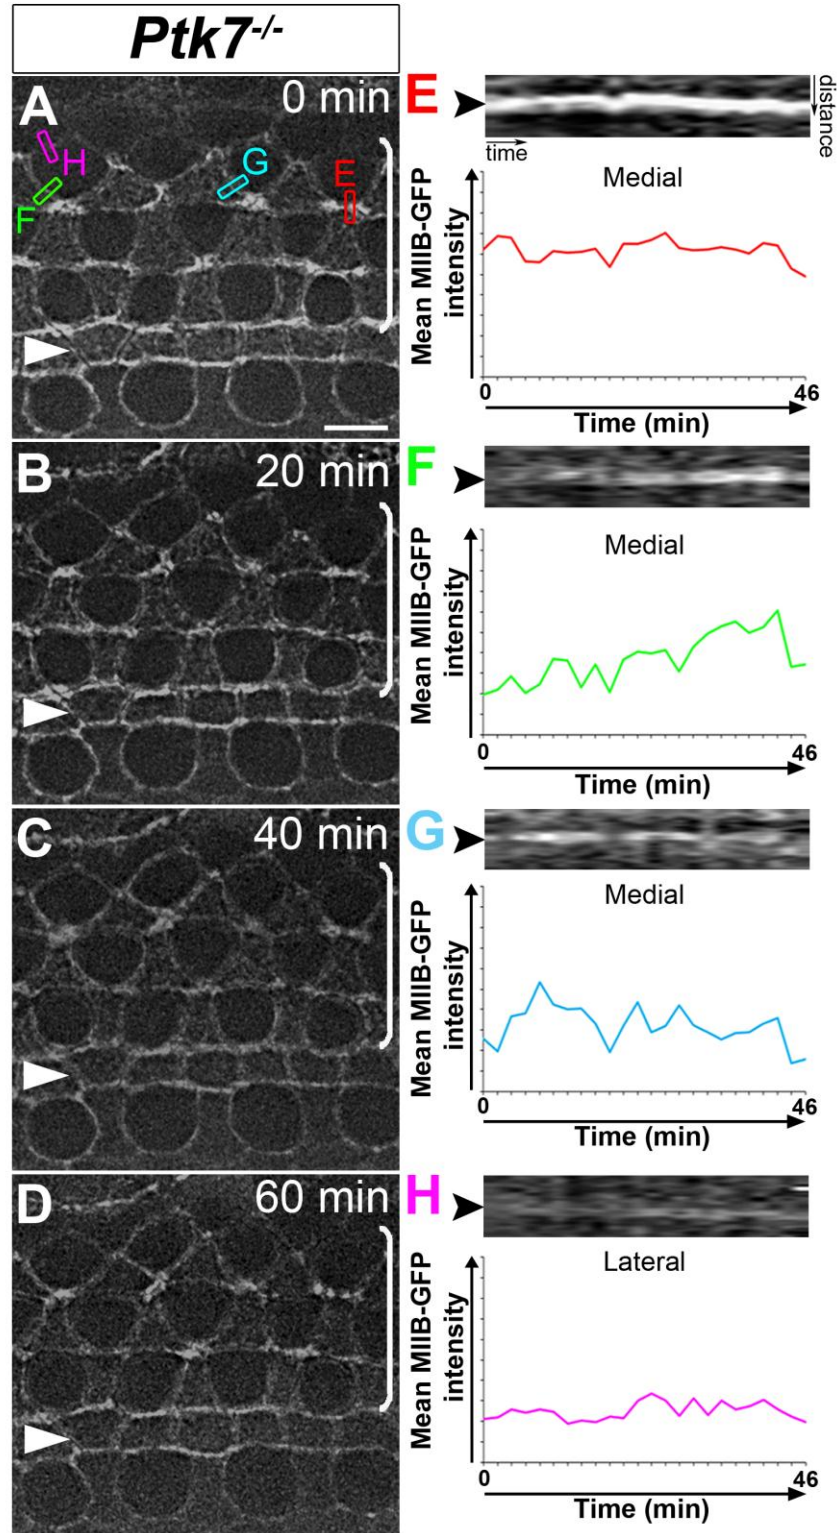 Ptk7-/-
A
0 min
H
G
E
F
B
20 min
C
40 min
D
60 min
E
distance
time
Medial
Mean MIIB-GFP
intensity
0
46
Time (min)
F
Medial
Mean MIIB-GFP
intensity
0
46
Time (min)
G
Medial
Mean MIIB-GFP
intensity
0
46
Time (min)
H
Lateral
Mean MIIB-GFP
intensity
0
46
Time (min)